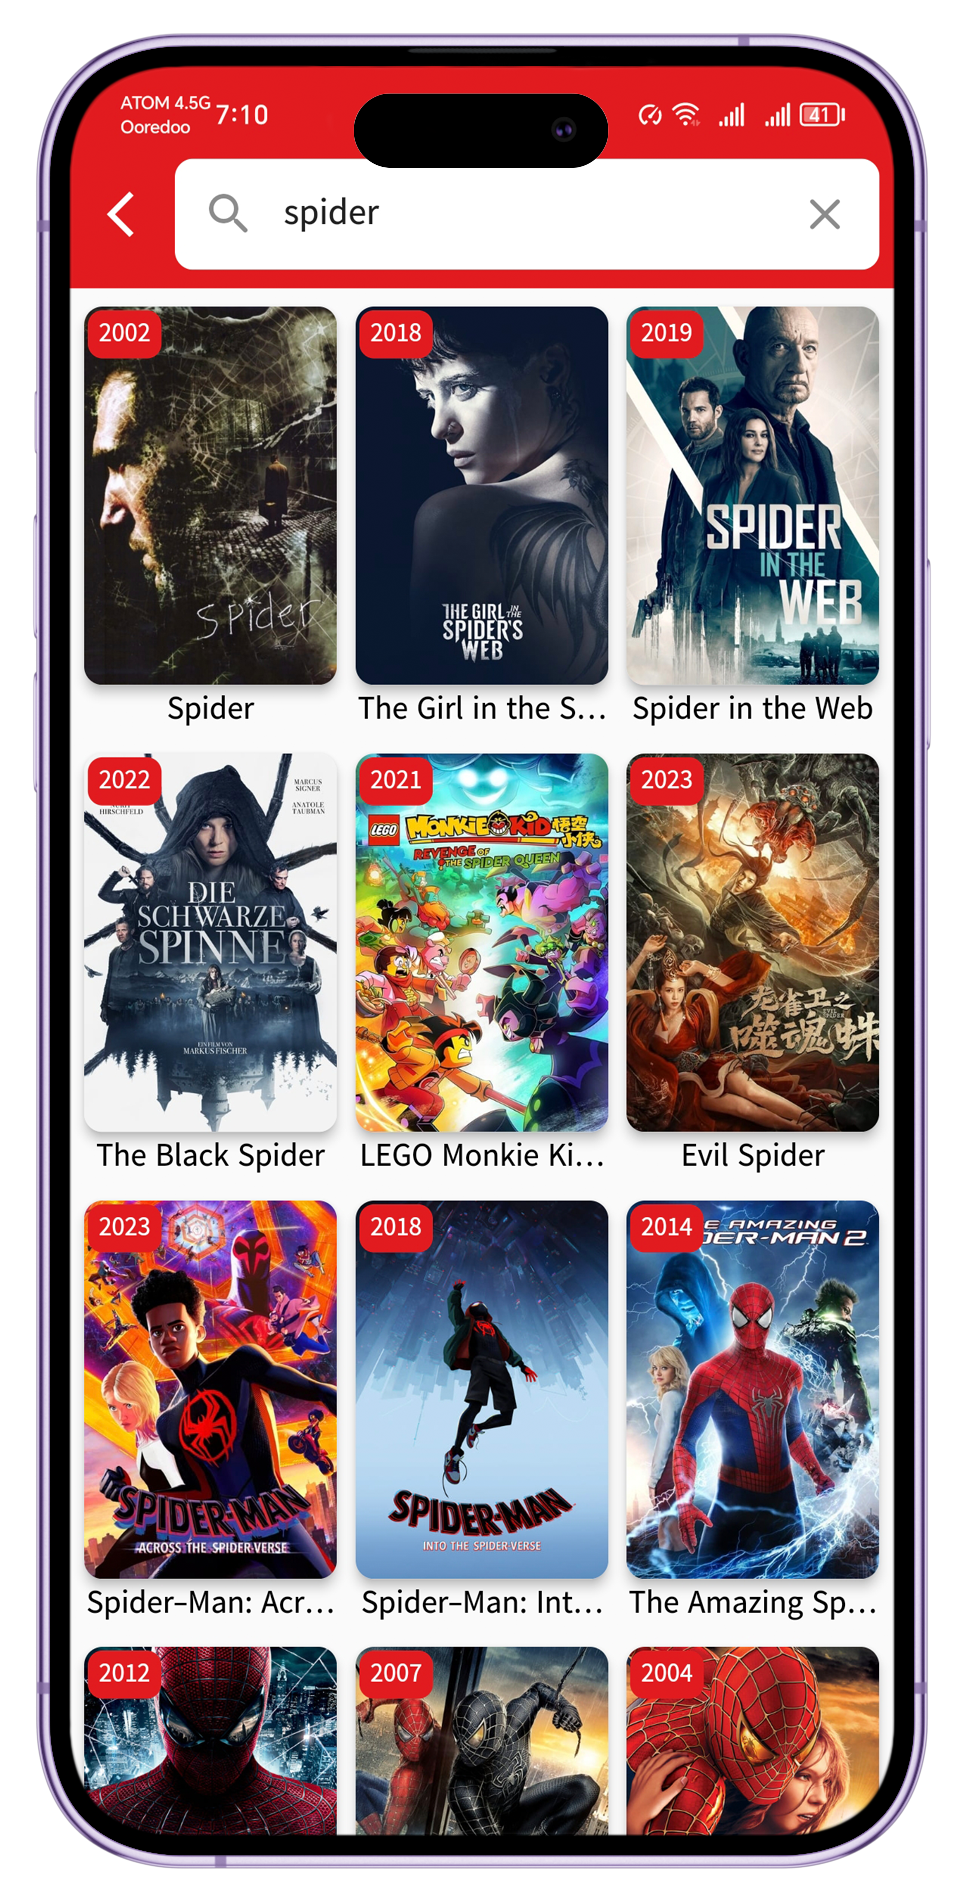 ATOM 4.5G
Ooredoo
7:10
41
spider
2002
spider
Spider
2018
THE GIRL IN THE
SPIDER'S
WEB
The Girl in the S...
2019
SPIDER
IN THE
WEB
Spider in the Web
2022
HIRSCHFELD
MARCUS
SIGNER
ANATOLE
TAUBMAN
DIE
SCHWARZE
SPINNE
EIN FILM VON
MARKUS FISCHER
The Black Spider
2021
LEGO MONKIE KID 悟空小侠
REVENGE OF
THE SPIDER QUEEN
LEGO Monkie Ki...
2023
龙雀卫之
EVIL
SPIDER
噬魂蛛
Evil Spider
2023
SPIDER-MAN
ACROSS THE SPIDER-VERSE
Spider–Man: Acr...
2018
SPIDER-MAN
INTO THE SPIDER-VERSE
Spider–Man: Int...
2014
E AMAZING
DER-MAN 2
The Amazing Sp...
2012
2007
2004